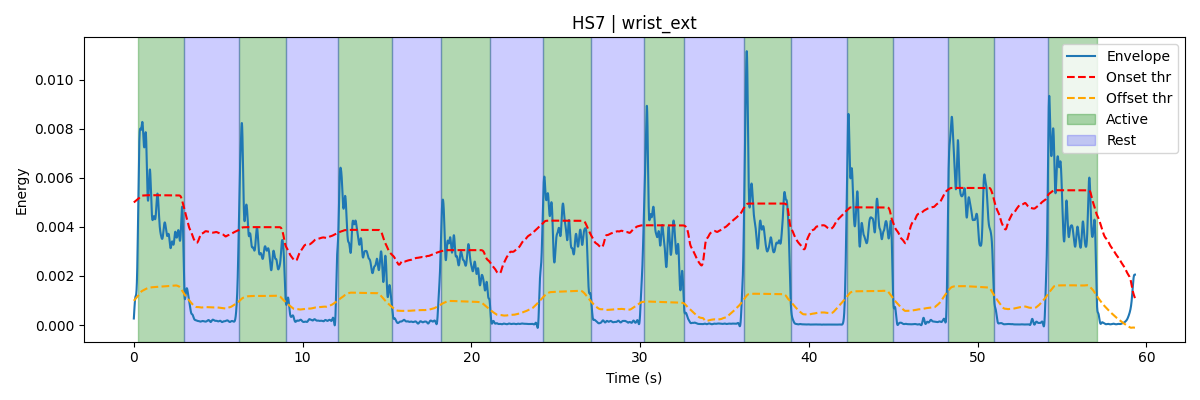 HS7 | wrist_ext
Energy
0.010
0.008
0.006
0.004
0.002
0.000
0
10
20
30
40
50
60
Time (s)
Envelope
Onset thr
Offset thr
Active
Rest